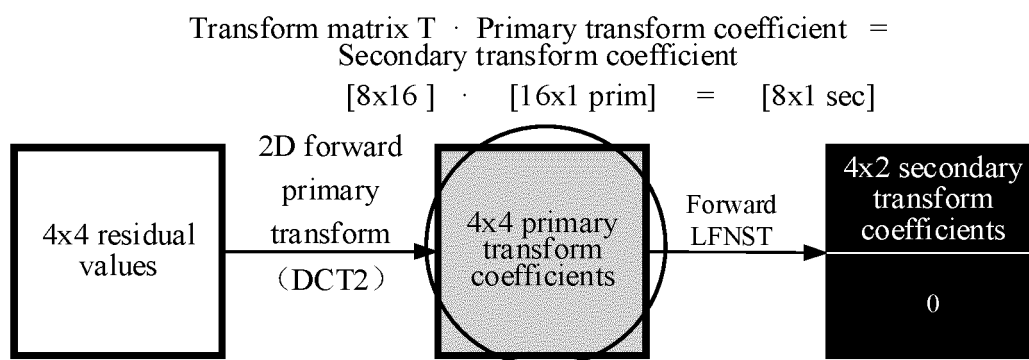 Transform matrix T · Primary transform coefficient =
Secondary transform coefficient
[8x16 ] · [16x1 prim] = [8x1 sec]
4x4 residual
values
2D forward
primary
transform
（DCT2）
4x4 primary
transform
coefficients
Forward
LFNST
4x2 secondary
transform
coefficients
0